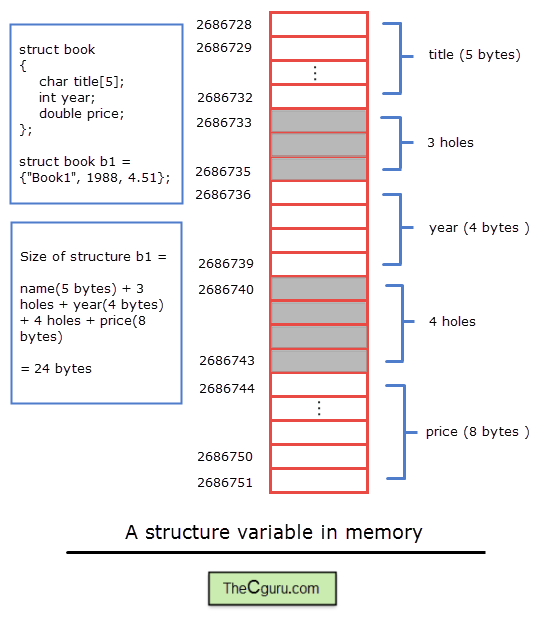 struct book
{
char title[5];
int year;
double price;
};
struct book b1 =
{"Book1", 1988, 4.51};
Size of structure b1 =
name(5 bytes) + 3
holes + year(4 bytes)
+ 4 holes + price(8
bytes)
= 24 bytes
2686728
2686729
2686732
2686733
2686735
2686736
2686739
2686740
2686743
2686744
2686750
2686751
title (5 bytes)
3 holes
year (4 bytes )
4 holes
price (8 bytes )
A structure variable in memory
TheCguru.com